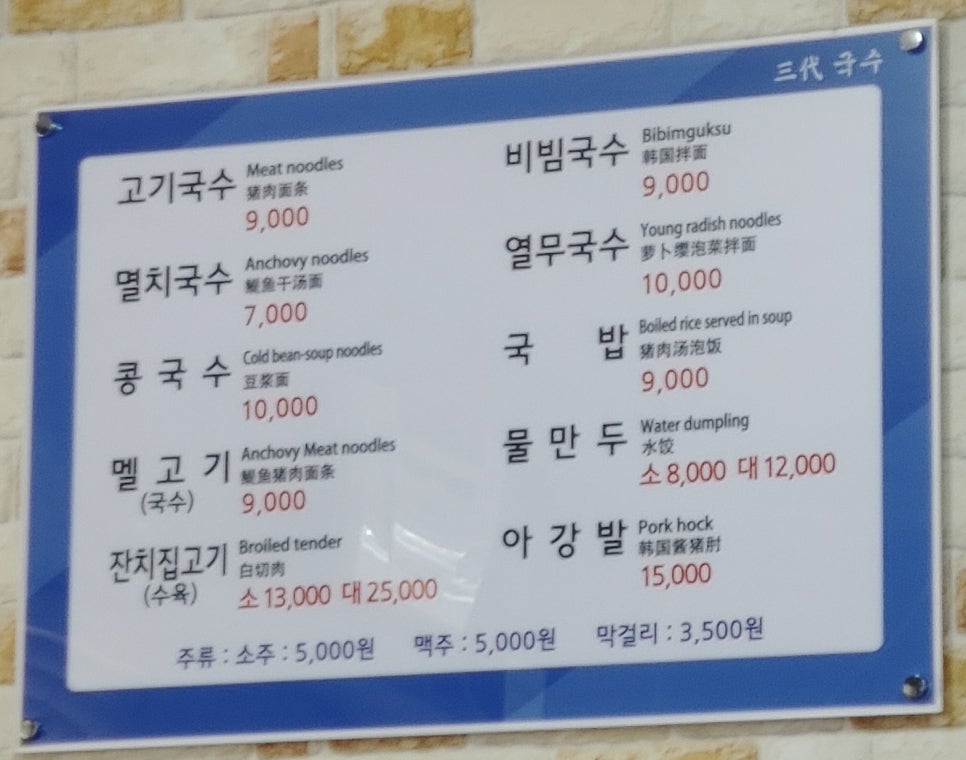 三代 국수
고기국수
Meat noodles
猪肉面条
9,000
멸치국수
Anchovy noodles
鳀鱼干汤面
7,000
콩국수
Cold bean-soup noodles
豆浆面
10,000
멜고기
(국수)
Anchovy Meat noodles
鳀鱼猪肉面条
9,000
잔치집고기
(수육)
Broiled tender
白切肉
소 13,000 대 25,000
비빔국수
Bibimguksu
韩国拌面
9,000
열무국수
Young radish noodles
萝卜缨泡菜拌面
10,000
국밥
Boiled rice served in soup
猪肉汤泡饭
9,000
물만두
Water dumpling
水饺
소 8,000 대 12,000
아강발
Pork hock
韩国酱猪肘
15,000
주류 : 소주 : 5,000원 맥주 : 5,000원 막걸리 : 3,500원